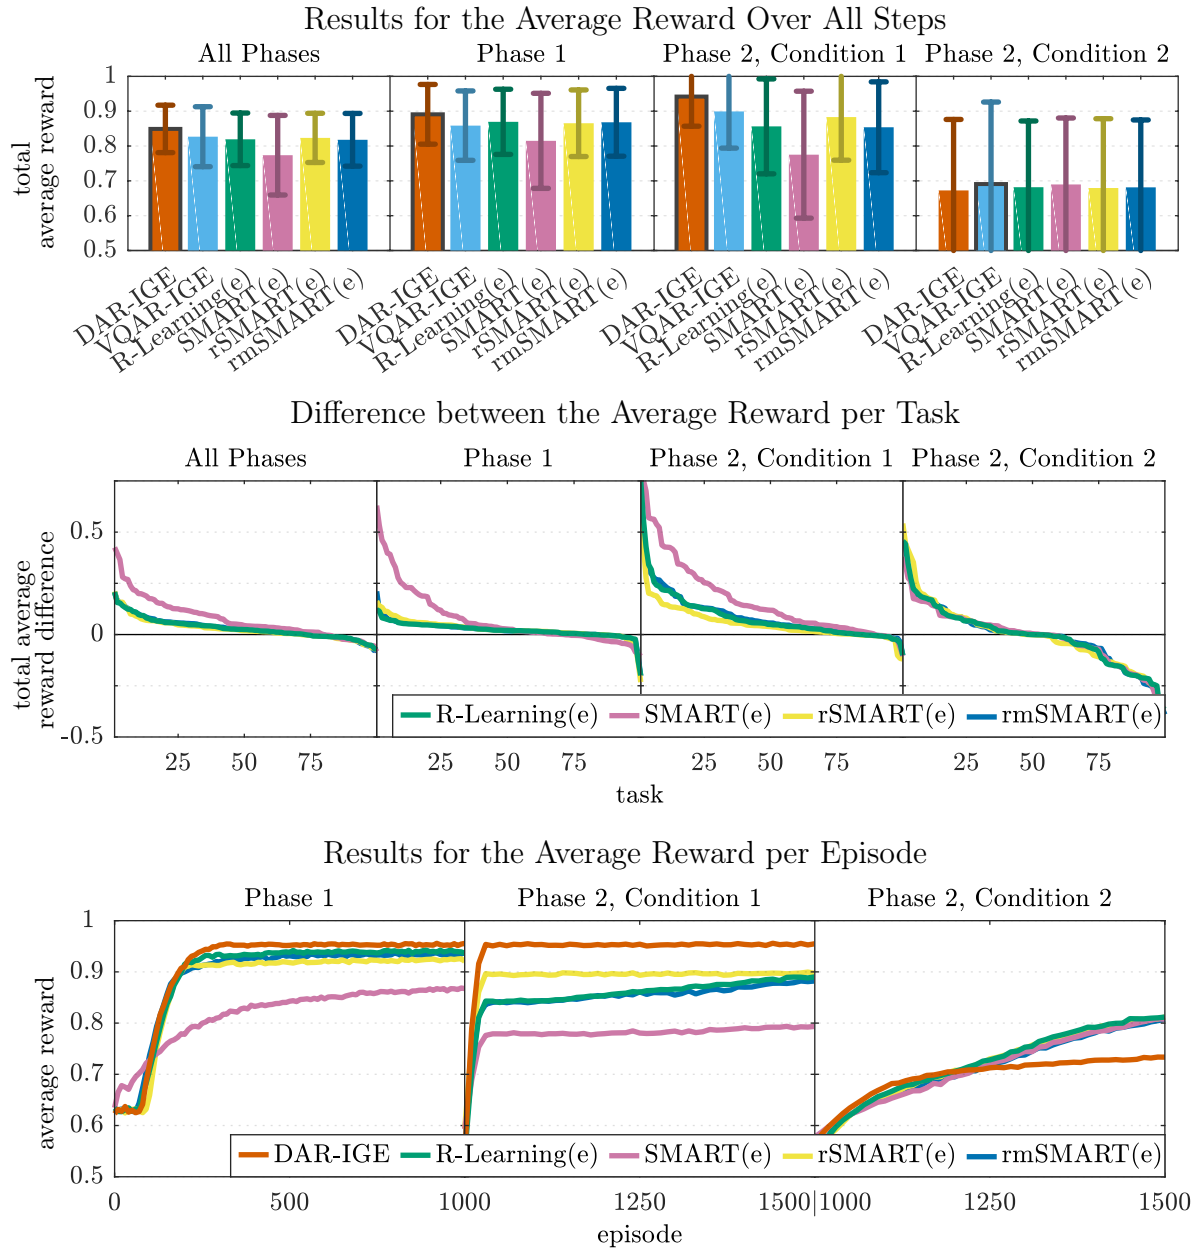 Results for the Average Reward Over All Steps
All Phases
Phase 1
Phase 2, Condition 1
Phase 2, Condition 2
total
average reward
1
0.9
0.8
0.7
0.6
0.5
DAR-IGE
VQAR-IGE
R-Learning(e)
SMART(e)
rSMART(e)
rmSMART(e)
DAR-IGE
VQAR-IGE
R-Learning(e)
SMART(e)
rSMART(e)
rmSMART(e)
DAR-IGE
VQAR-IGE
R-Learning(e)
SMART(e)
rSMART(e)
rmSMART(e)
DAR-IGE
VQAR-IGE
R-Learning(e)
SMART(e)
rSMART(e)
rmSMART(e)
Difference between the Average Reward per Task
All Phases
Phase 1
Phase 2, Condition 1
Phase 2, Condition 2
total average
reward difference
0.5
0
-0.5
R-Learning(e) SMART(e) rSMART(e) rmSMART(e)
25 50 75 25 50 75 25 50 75 25 50 75
task
Results for the Average Reward per Episode
Phase 1
Phase 2, Condition 1
Phase 2, Condition 2
average reward
1
0.9
0.8
0.7
0.6
0.5
DAR-IGE R-Learning(e) SMART(e) rSMART(e) rmSMART(e)
0 500 1000 1250 1500|1000 1250 1500
episode